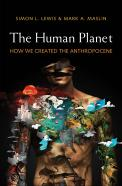 SIMON L. LEWIS & MARK A. MASLIN
The Human Planet
HOW WE CREATED THE ANTHROPOCENE